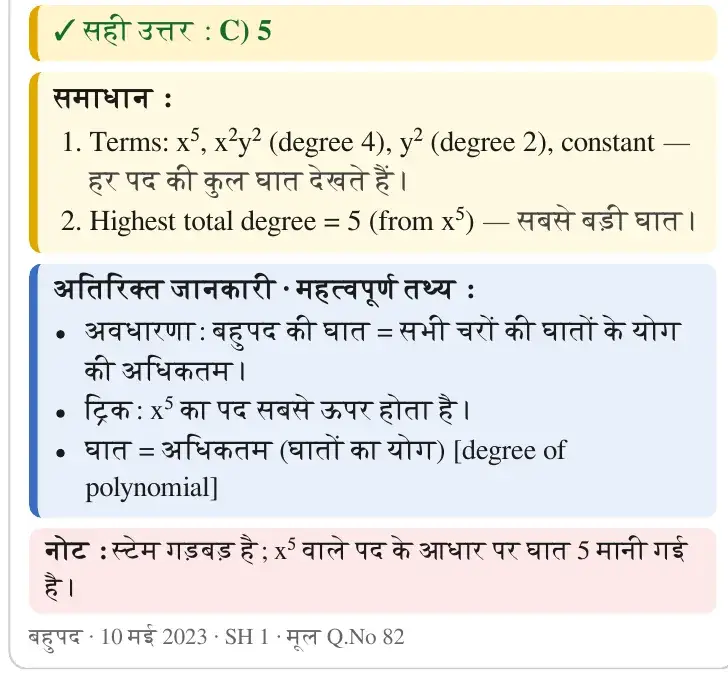 ✓ सही उत्तर : C) 5
समाधान :
1. Terms: x⁵, x²y² (degree 4), y² (degree 2), constant —
हर पद की कुल घात देखते हैं।
2. Highest total degree = 5 (from x⁵) — सबसे बड़ी घात।
अतिरिक्त जानकारी · महत्वपूर्ण तथ्य :
• अवधारणा : बहुपद की घात = सभी चरों की घातों के योग
की अधिकतम।
• ट्रिक : x⁵ का पद सबसे ऊपर होता है।
• घात = अधिकतम (घातों का योग) [degree of
polynomial]
नोट : स्टेम गड़बड़ है ; x⁵ वाले पद के आधार पर घात 5 मानी गई
है।
बहुपद · 10 मई 2023 · SH 1 · मूल Q.No 82